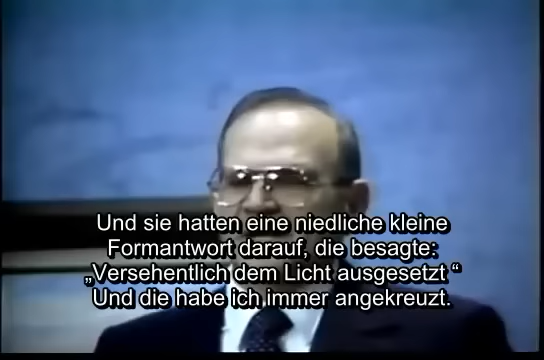 Und sie hatten eine niedliche kleine
Formantwort darauf, die besagte:
„Versehentlich dem Licht ausgesetzt “
Und die habe ich immer angekreuzt.